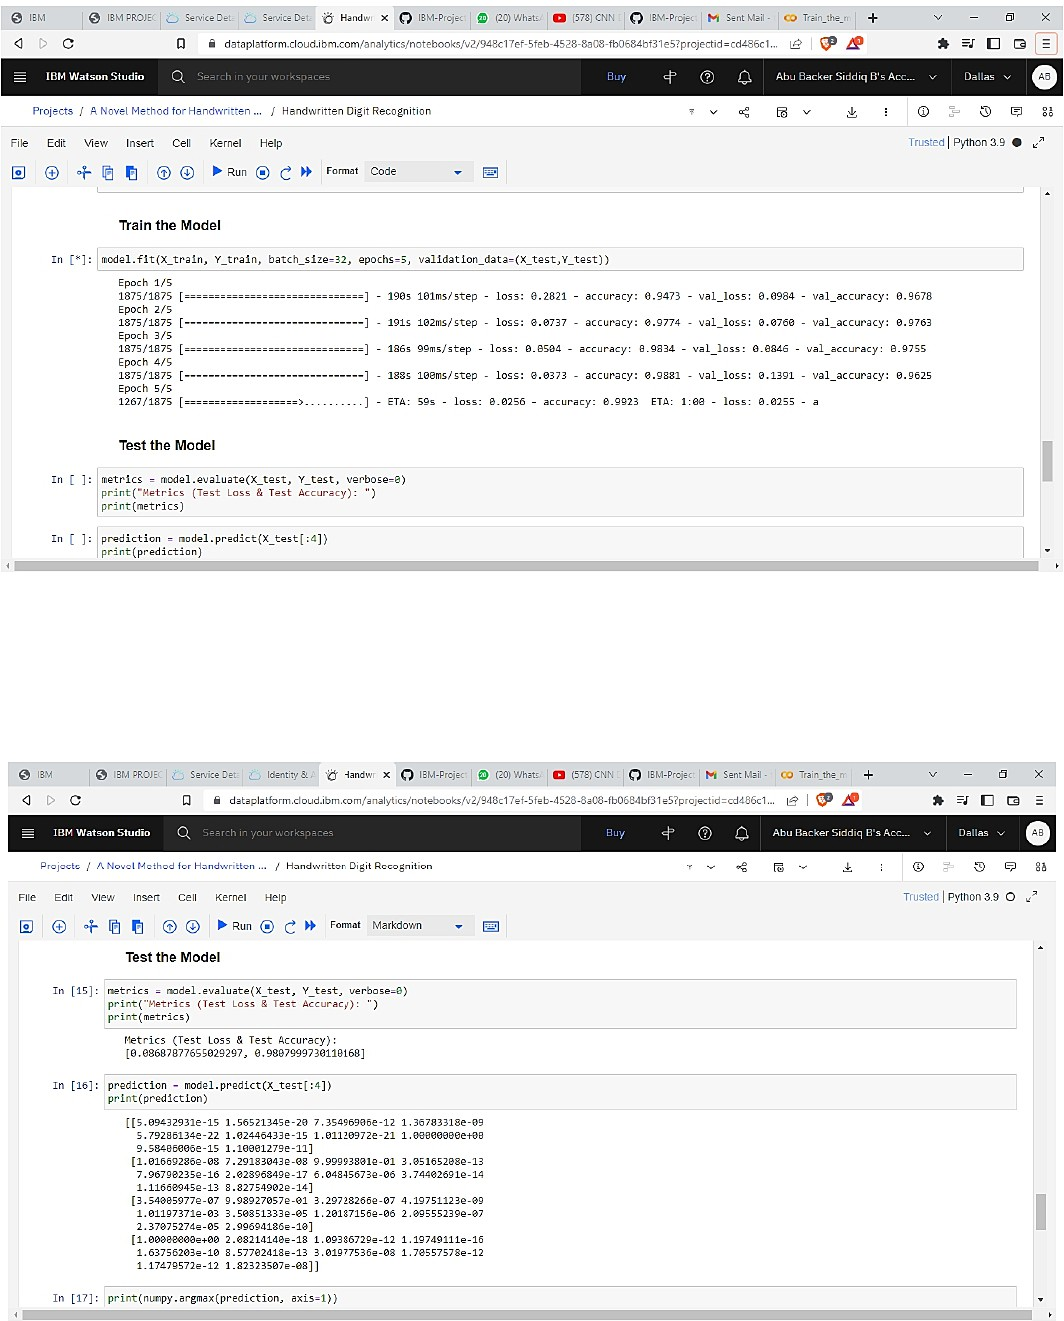 IBM
IBM PROJEC
Service Deta
Service Deta
Handwr
IBM-Project
(20) Whats
(578) CNN
IBM-Project
Sent Mail -
Train_the_m
dataplatform.cloud.ibm.com/analytics/notebooks/v2/948c17ef-5feb-4528-8a08-fb0684bf31e5?projectid=cd486c1...
IBM Watson Studio
Search in your workspaces
Buy
Abu Backer Siddiq B's Acc...
Dallas
AB
Projects / A Novel Method for Handwritten ... / Handwritten Digit Recognition
File Edit View Insert Cell Kernel Help
Trusted | Python 3.9
Run
Format
Code
Train the Model
In [*]: model.fit(X_train, Y_train, batch_size=32, epochs=5, validation_data=(X_test,Y_test))
Epoch 1/5
1875/1875 [==============================] - 190s 101ms/step - loss: 0.2821 - accuracy: 0.9473 - val_loss: 0.0984 - val_accuracy: 0.9678
Epoch 2/5
1875/1875 [==============================] - 191s 102ms/step - loss: 0.0737 - accuracy: 0.9774 - val_loss: 0.0760 - val_accuracy: 0.9763
Epoch 3/5
1875/1875 [==============================] - 186s 99ms/step - loss: 0.0504 - accuracy: 0.9834 - val_loss: 0.0846 - val_accuracy: 0.9755
Epoch 4/5
1875/1875 [==============================] - 188s 100ms/step - loss: 0.0373 - accuracy: 0.9881 - val_loss: 0.1391 - val_accuracy: 0.9625
Epoch 5/5
1267/1875 [===================>..........] - ETA: 59s - loss: 0.0256 - accuracy: 0.9923 ETA: 1:00 - loss: 0.0255 - a
Test the Model
In [ ]: metrics = model.evaluate(X_test, Y_test, verbose=0)
print("Metrics (Test Loss & Test Accuracy): ")
print(metrics)
In [ ]: prediction = model.predict(X_test[:4])
print(prediction)
IBM
IBM PROJEC
Service Deta
Identity & A
Handwr
IBM-Project
(20) Whats
(578) CNN
IBM-Project
Sent Mail -
Train_the_m
dataplatform.cloud.ibm.com/analytics/notebooks/v2/948c17ef-5feb-4528-8a08-fb0684bf31e5?projectid=cd486c1...
IBM Watson Studio
Search in your workspaces
Buy
Abu Backer Siddiq B's Acc...
Dallas
AB
Projects / A Novel Method for Handwritten ... / Handwritten Digit Recognition
File Edit View Insert Cell Kernel Help
Trusted | Python 3.9
Run
Format
Markdown
Test the Model
In [15]: metrics = model.evaluate(X_test, Y_test, verbose=0)
print("Metrics (Test Loss & Test Accuracy): ")
print(metrics)
Metrics (Test Loss & Test Accuracy):
[0.08687877655029297, 0.9807999730110168]
In [16]: prediction = model.predict(X_test[:4])
print(prediction)
[[5.09432931e-15 1.56521345e-20 7.35496906e-12 1.36783318e-09
5.79286134e-22 1.02446433e-15 1.01120972e-21 1.00000000e+00
9.58406006e-15 1.10001279e-11]
[1.01669286e-08 7.29183043e-08 9.99993801e-01 3.05165208e-13
7.96790235e-16 2.02896849e-17 6.04845673e-06 3.74402691e-14
1.11660945e-13 8.82754902e-14]
[3.54005977e-07 9.98927057e-01 3.29728266e-07 4.19751123e-09
1.01197371e-03 3.50851333e-05 1.20187156e-06 2.09555239e-07
2.37075274e-05 2.99694186e-10]
[1.00000000e+00 2.08214140e-18 1.09386729e-12 1.19749111e-16
1.63756203e-10 8.57702418e-13 3.01977536e-08 1.70557578e-12
1.17479572e-12 1.82323507e-08]]
In [17]: print(numpy.argmax(prediction, axis=1))